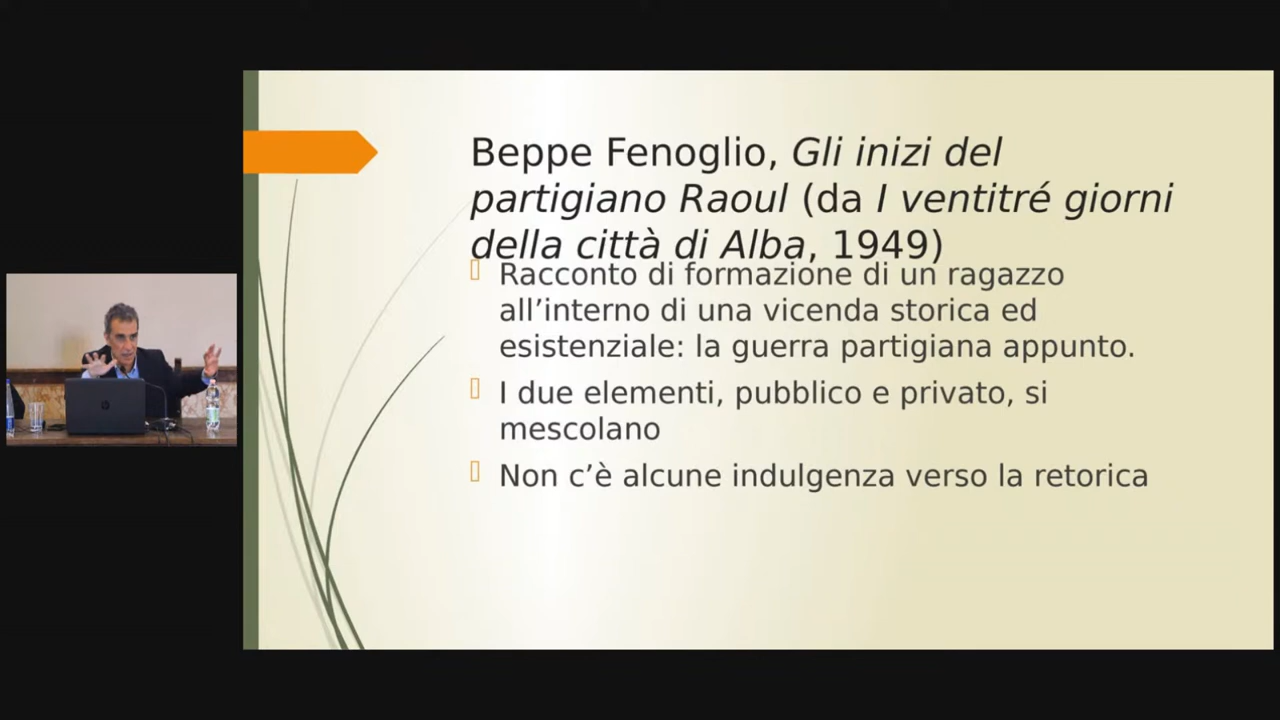 Beppe Fenoglio, Gli inizi del
partigiano Raoul (da I ventitré giorni
della città di Alba, 1949)
Racconto di formazione di un ragazzo
all’interno di una vicenda storica ed
esistenziale: la guerra partigiana appunto.
I due elementi, pubblico e privato, si
mescolano
Non c’è alcune indulgenza verso la retorica